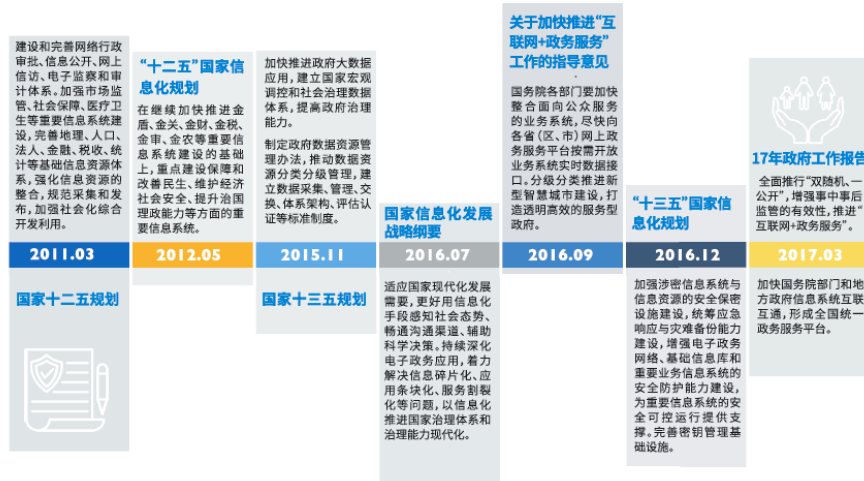 建设和完善网络行政
审批、信息公开、网上
信访、电子监察和审
计体系。加强市场监
管、社会保障、医疗卫
生等重要信息系统建
设，完善地理、人口、
法人、金融、税收、统
计等基础信息资源体
系，强化信息资源的
整合，规范采集和发
布，加强社会化综合
开发利用。
2011.03
国家十二五规划
“十二五”国家信
息化规划
在继续加快推进金
盾、金关、金财、金税、
金审、金农等重要信
息系统建设的基础
上，重点建设保障和
改善民生、维护经济
社会安全、提升治国
理政能力等方面的重
要信息系统。
2012.05
加快推进政府大数据
应用，建立国家宏观
调控和社会治理数据
体系，提高政府治理
能力。
制定政府数据资源管
理办法，推动数据资
源分类分级管理，建
立数据采集、管理、交
换、体系架构、评估认
证等标准制度。
2015.11
国家十三五规划
国家信息化发展
战略纲要
2016.07
适应国家现代化发展
需要，更好用信息化
手段感知社会态势、
畅通沟通渠道、辅助
科学决策。持续深化
电子政务应用，着力
解决信息碎片化、应
用条块化、服务割裂
化等问题，以信息化
推进国家治理体系和
治理能力现代化。
关于加快推进“互
联网+政务服务”
工作的指导意见
国务院各部门要加快
整合面向公众服务
的业务系统，尽快向
各省（区、市）网上政
务服务平台按需开放
业务系统实时数据
接口。分级分类推进新
型智慧城市建设，打
造透明高效的服务型
政府。
2016.09
“十三五”国家信
息化规划
2016.12
加强涉密信息系统与
信息资源的安全保密
设施建设，统筹应急
响应与灾难备份能力
建设，增强电子政务
网络、基础信息库和
重要业务信息系统的
安全防护能力建设，
为重要信息系统的安
全可控运行提供支
撑。完善密钥管理基
础设施。
17年政府工作报告
全面推行“双随机、一
公开”，增强事中事后
监管的有效性，推进“
互联网+政务服务”。
2017.03
加快国务院部门和地
方政府信息系统互联
互通，形成全国统一
政务服务平台。